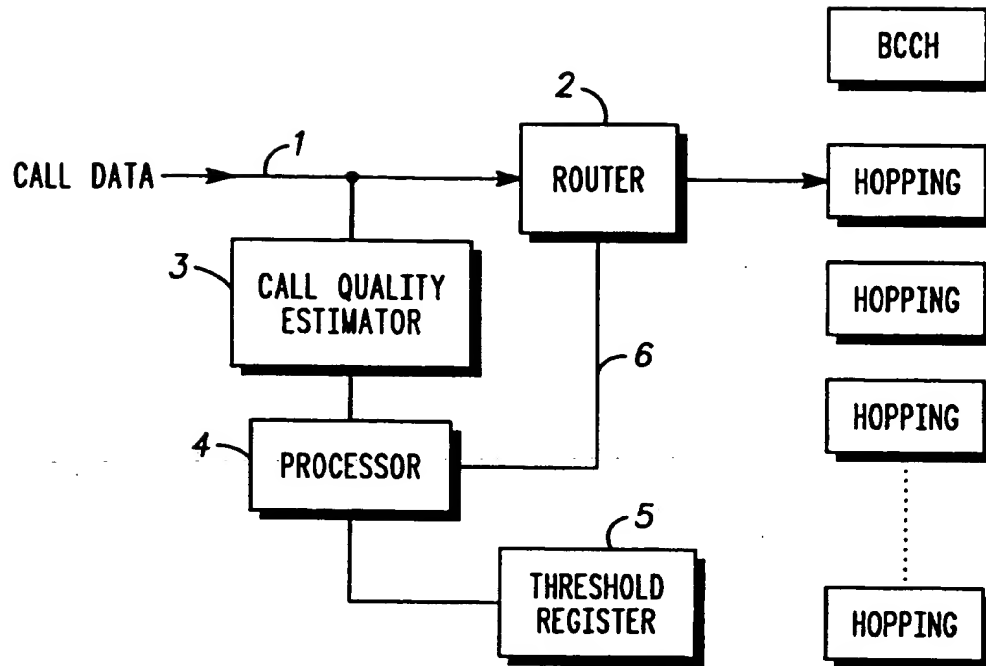 BCCH
2
1
CALL DATA
ROUTER
HOPPING
3
CALL QUALITY
ESTIMATOR
HOPPING
6
HOPPING
4
PROCESSOR
5
THRESHOLD
REGISTER
HOPPING